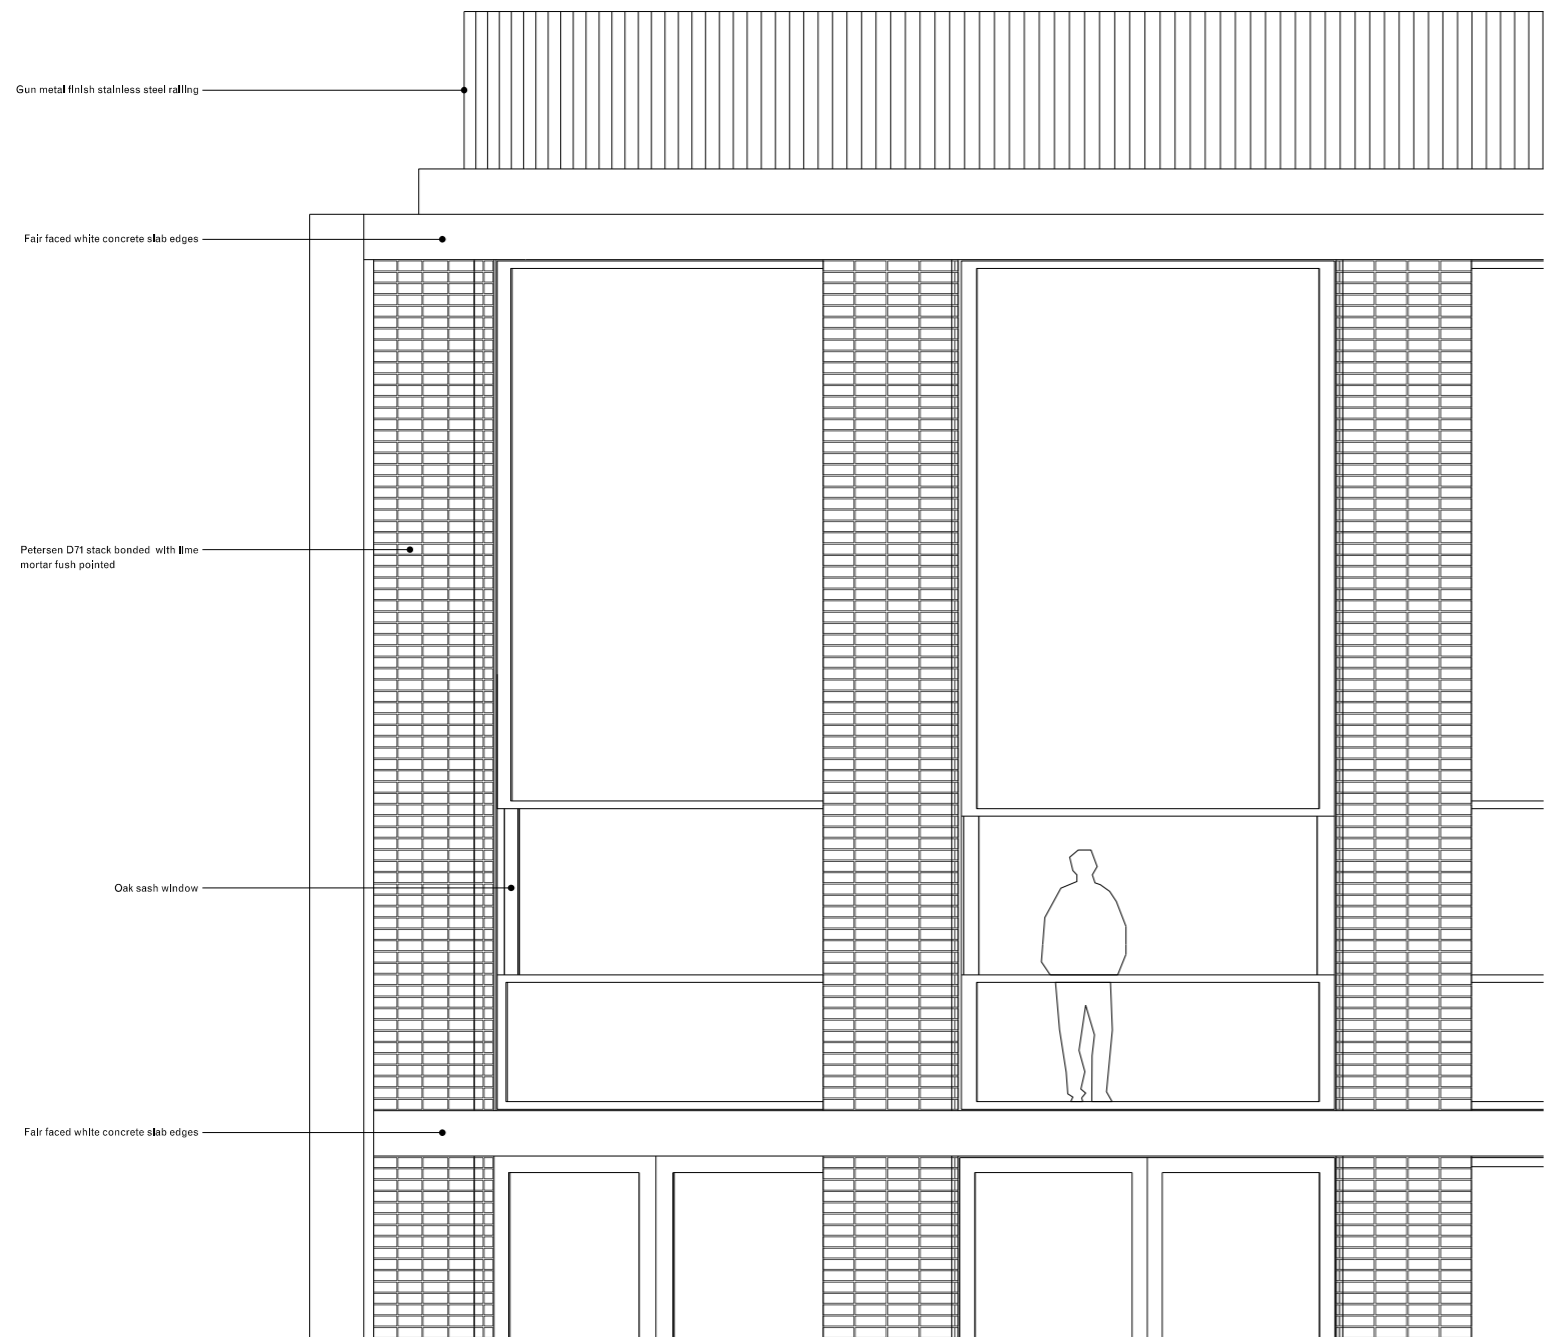 Gun metal finish stainless steel railing
Fair faced white concrete slab edges
Petersen D71 stack bonded with lime
mortar fush pointed
Oak sash window
Fair faced white concrete slab edges